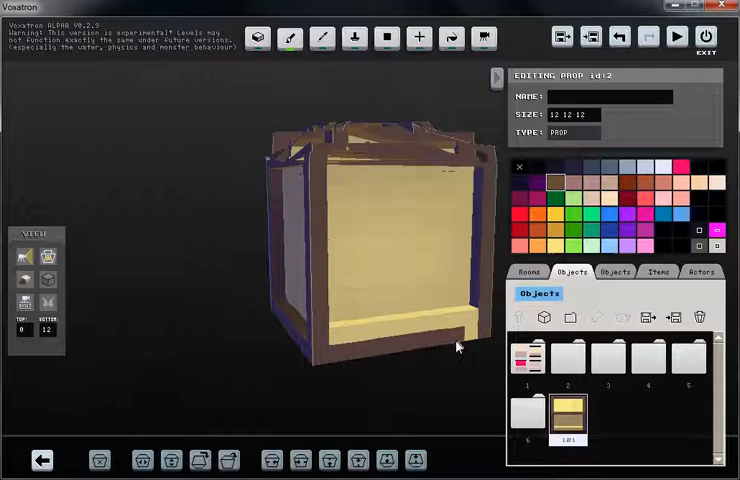 Voxatron
Voxatron ALPHA V0.2.9
Warning: This version is experimental! Levels may
not function exactly the same under future versions.
(especially the water, physics and monster behaviour)
EXIT
EDITING PROP id:2
NAME:
SIZE: 12 12 12
TYPE: PROP
VIEW
TOP: BOTTOM:
0 12
Rooms Objects Objects Items Actors
Objects
1 2 3 4 5
6 [2]